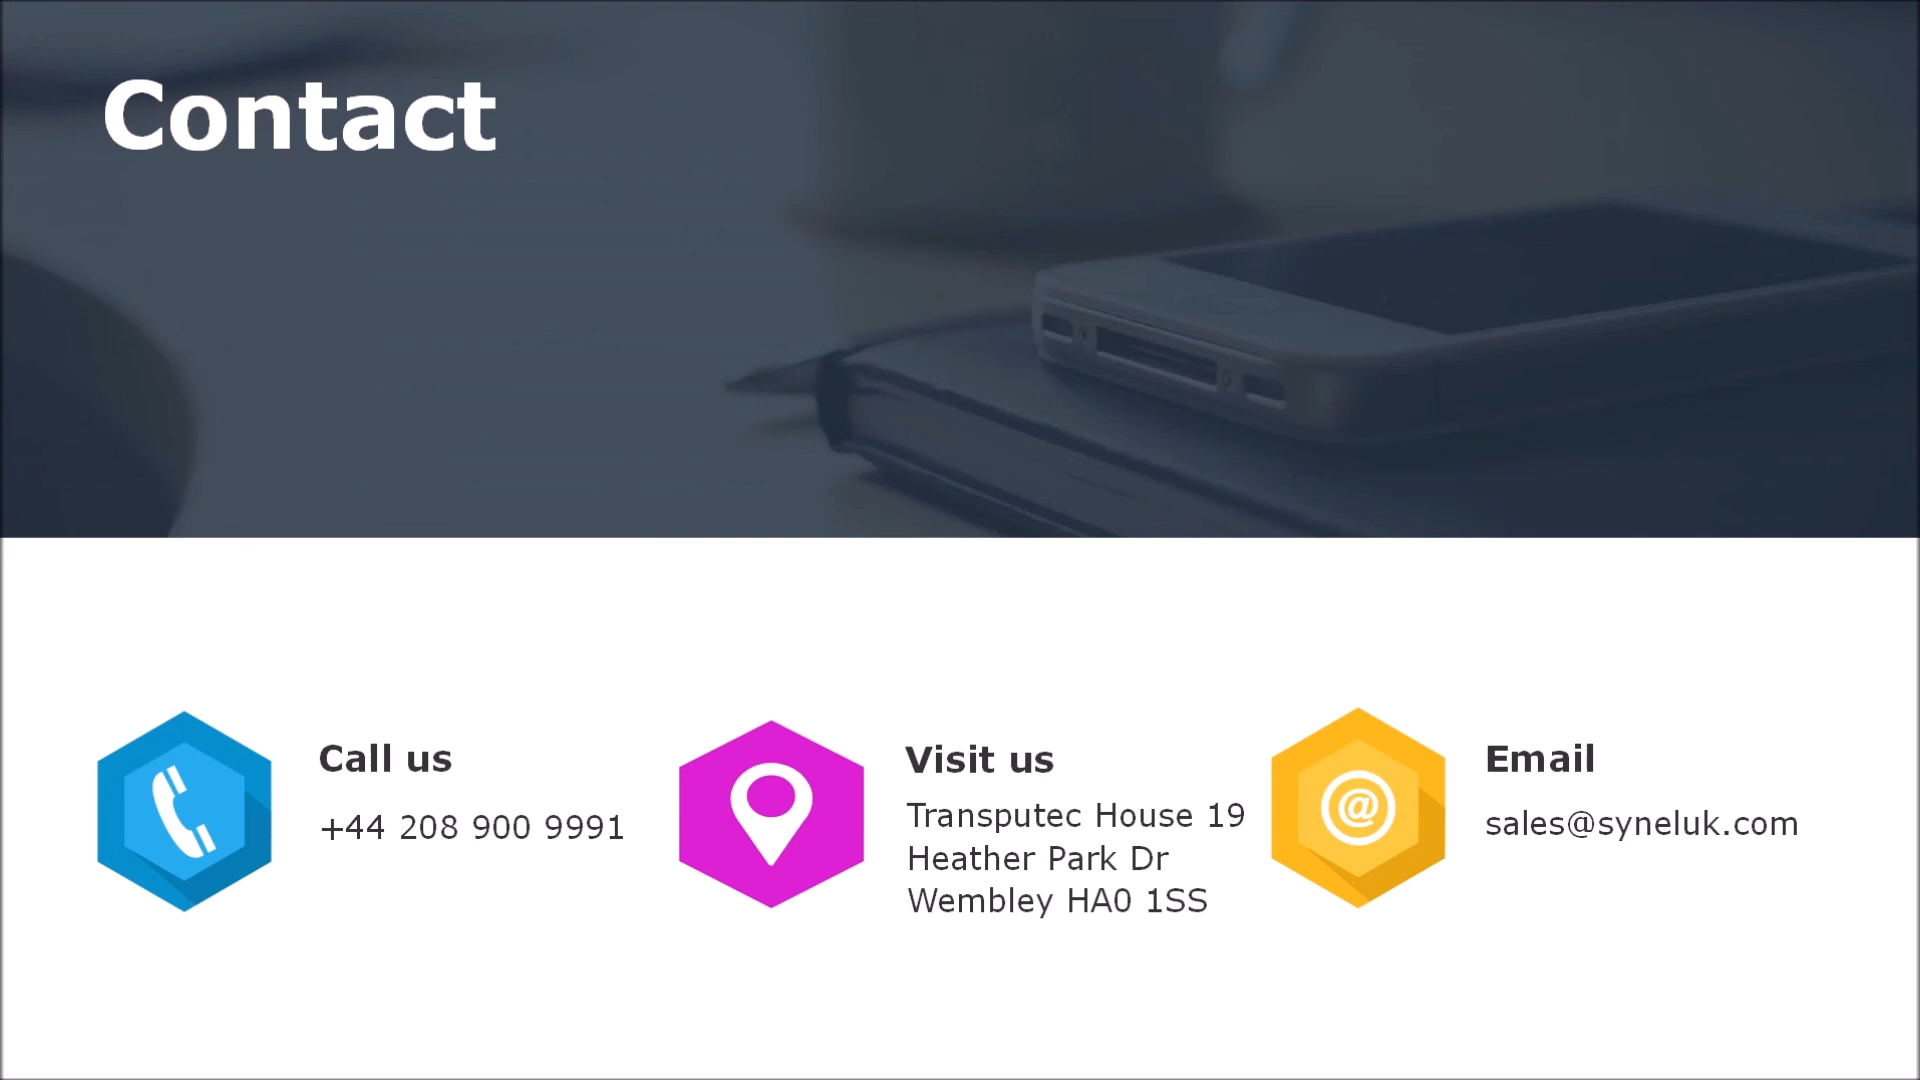 Contact
Call us
+44 208 900 9991
Visit us
Transputec House 19
Heather Park Dr
Wembley HA0 1SS
Email
@
sales@syneluk.com